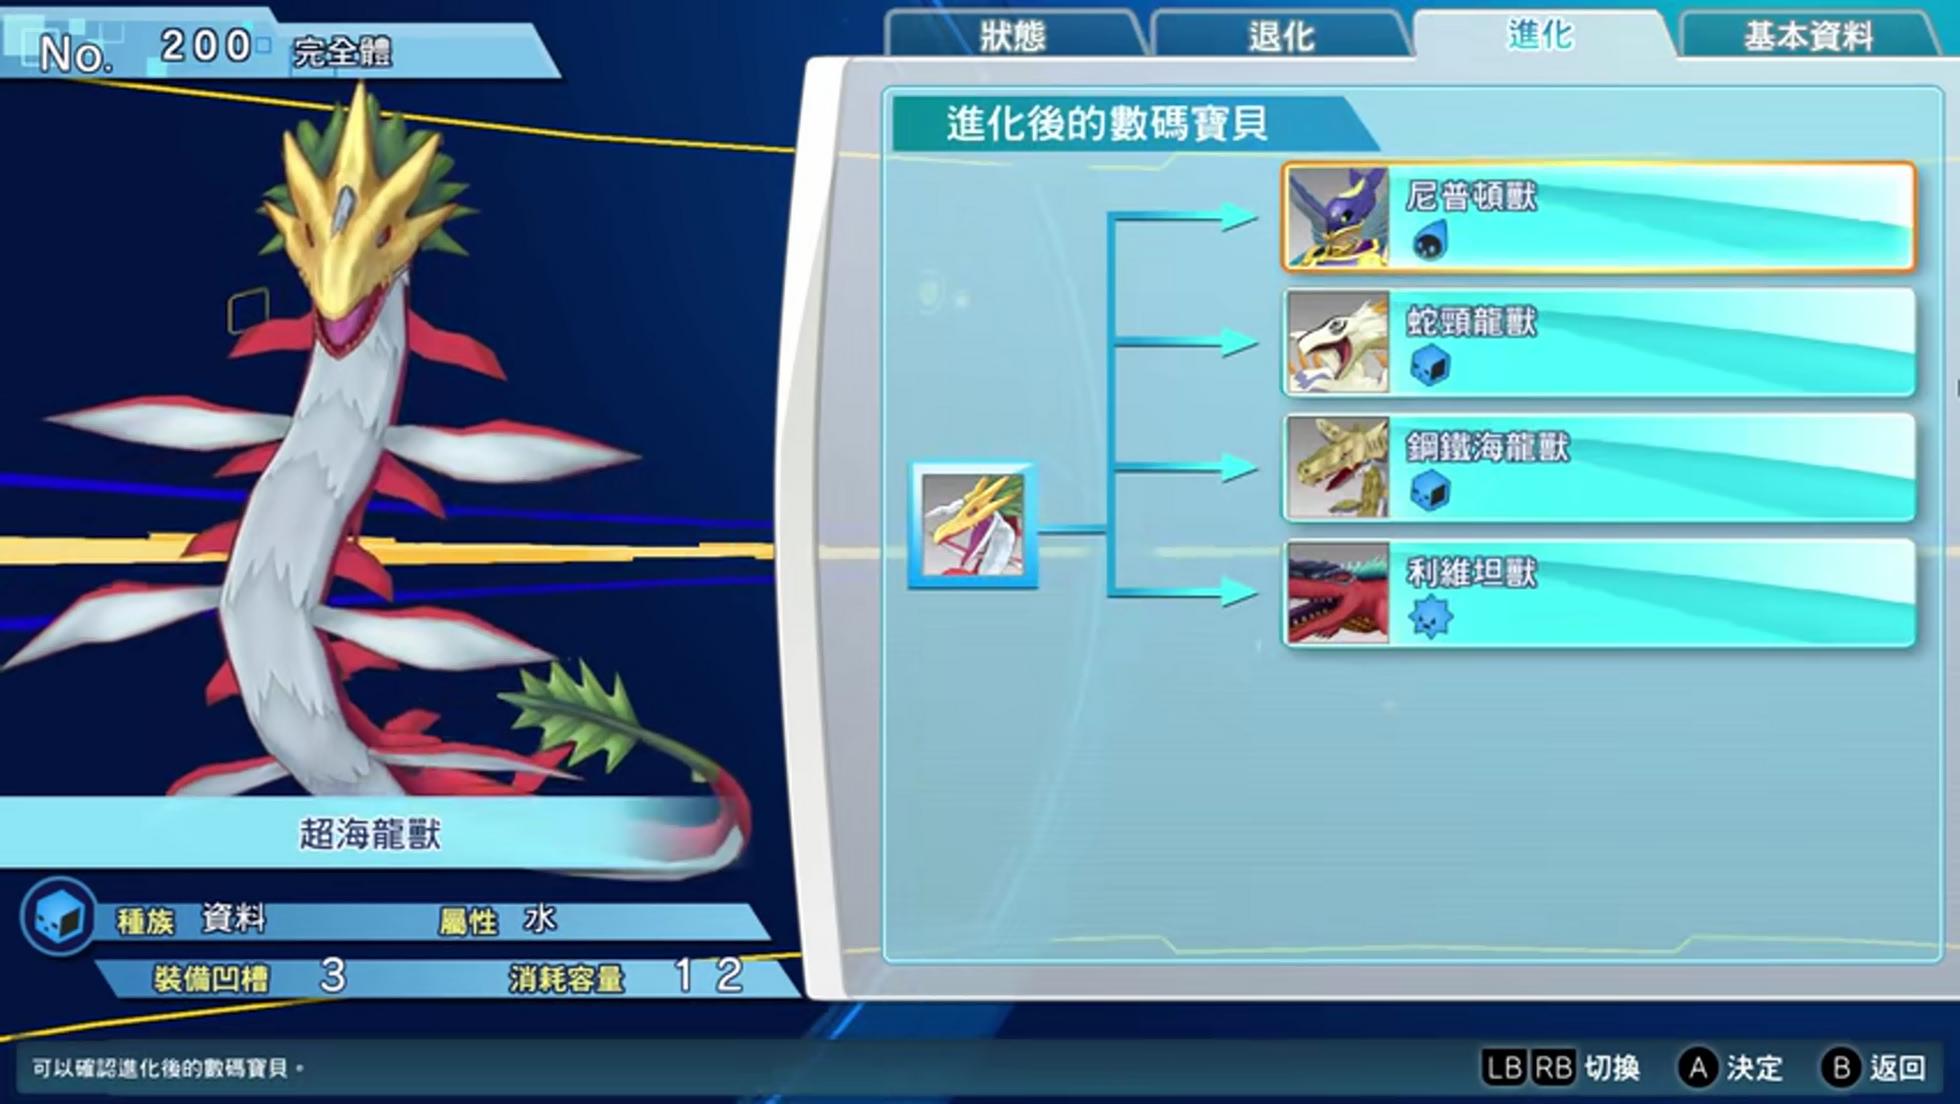 No. 200 完全體
狀態 退化 進化 基本資料
進化後的數碼寶貝
尼普頓獸
蛇頸龍獸
鋼鐵海龍獸
利維坦獸
超海龍獸
種族 資料 屬性 水
裝備凹槽 3 消耗容量 12
可以確認進化後的數碼寶貝。
LB RB 切換 A 決定 B 返回